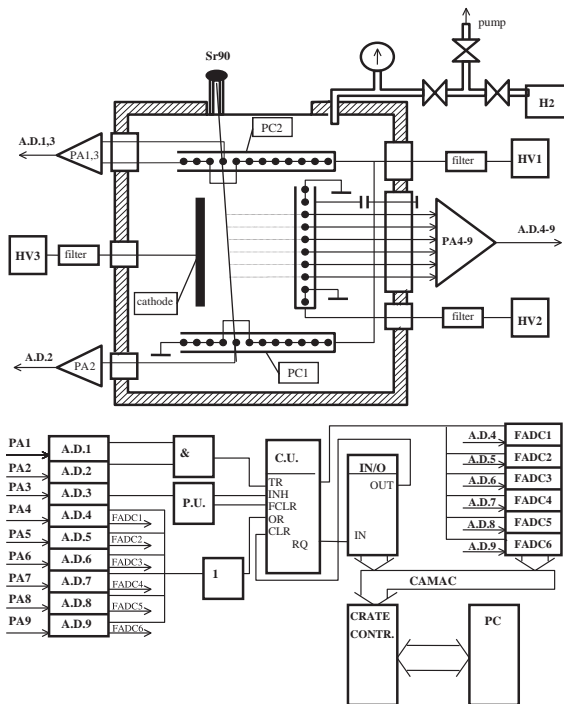 pump
Sr90
H2
PC2
A.D.1,3
PA1,3
filter
HV1
PA4-9
A.D.4-9
HV3
filter
cathode
filter
HV2
A.D.2
PA2
PC1
PA1
A.D.1
&
C.U.
IN/O
A.D.4
FADC1
PA2
A.D.2
TR
OUT
A.D.5
FADC2
PA3
A.D.3
P.U.
INH
A.D.6
FADC3
FCLR
PA4
A.D.4
FADC1
OR
A.D.7
FADC4
PA5
A.D.5
FADC2
CLR
RQ
IN
A.D.8
FADC5
PA6
A.D.6
FADC3
A.D.9
FADC6
PA7
A.D.7
FADC4
1
CAMAC
PA8
A.D.8
FADC5
PA9
A.D.9
FADC6
CRATE
CONTR.
PC